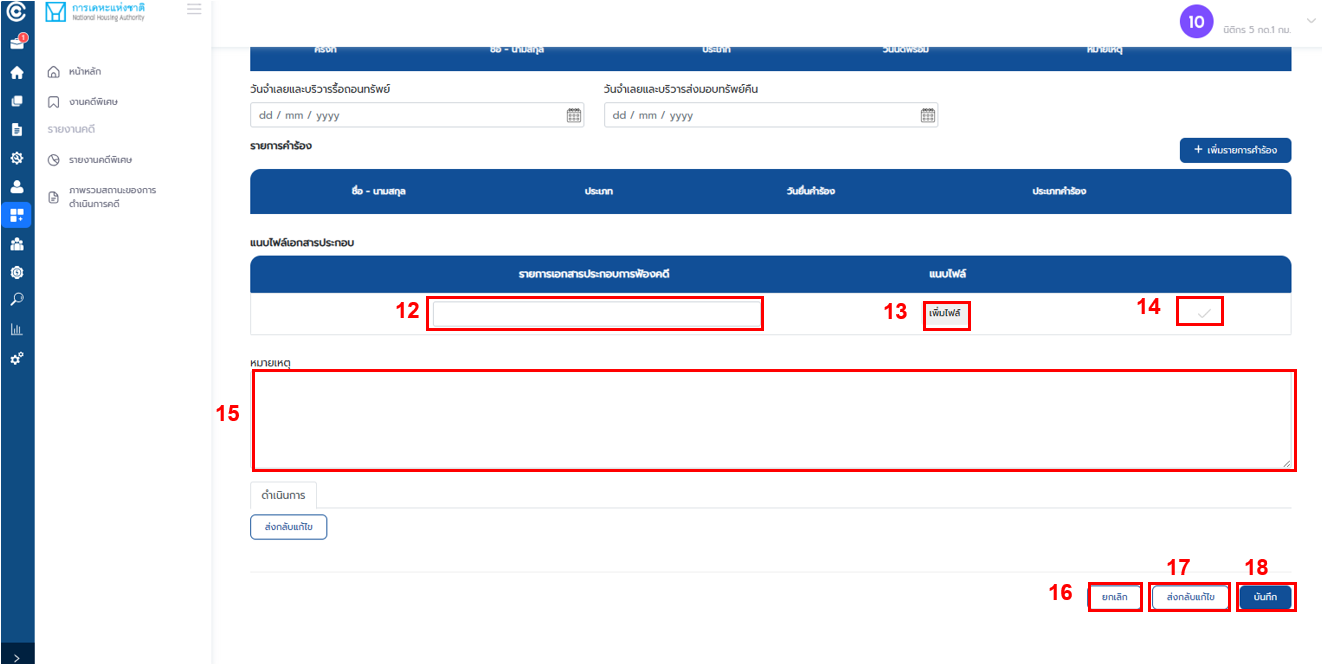 การเคหะแห่งชาติ
National Housing Authority
10
นิติกร 5 กด.1 กม.
1
หน้าหลัก
งานคดีพิเศษ
รายงานคดี
รายงานคดีพิเศษ
ภาพรวมสถานะของการ
ดำเนินการคดี
ครั้งที่ ชื่อ - นามสกุล ประเภท วันนัดพร้อม หมายเหตุ
วันจำเลยและบริวารรื้อถอนทรัพย์ วันจำเลยและบริวารส่งมอบทรัพย์คืน
dd / mm / yyyy dd / mm / yyyy
รายการคำร้อง
+ เพิ่มรายการคำร้อง
ชื่อ - นามสกุล ประเภท วันยื่นคำร้อง ประเภทคำร้อง
แนบไฟล์เอกสารประกอบ
รายการเอกสารประกอบการฟ้องคดี แนบไฟล์
12 13 เพิ่มไฟล์ 14
หมายเหตุ
15
ดำเนินการ
ส่งกลับแก้ไข
17 18
16 ยกเลิก ส่งกลับแก้ไข บันทึก